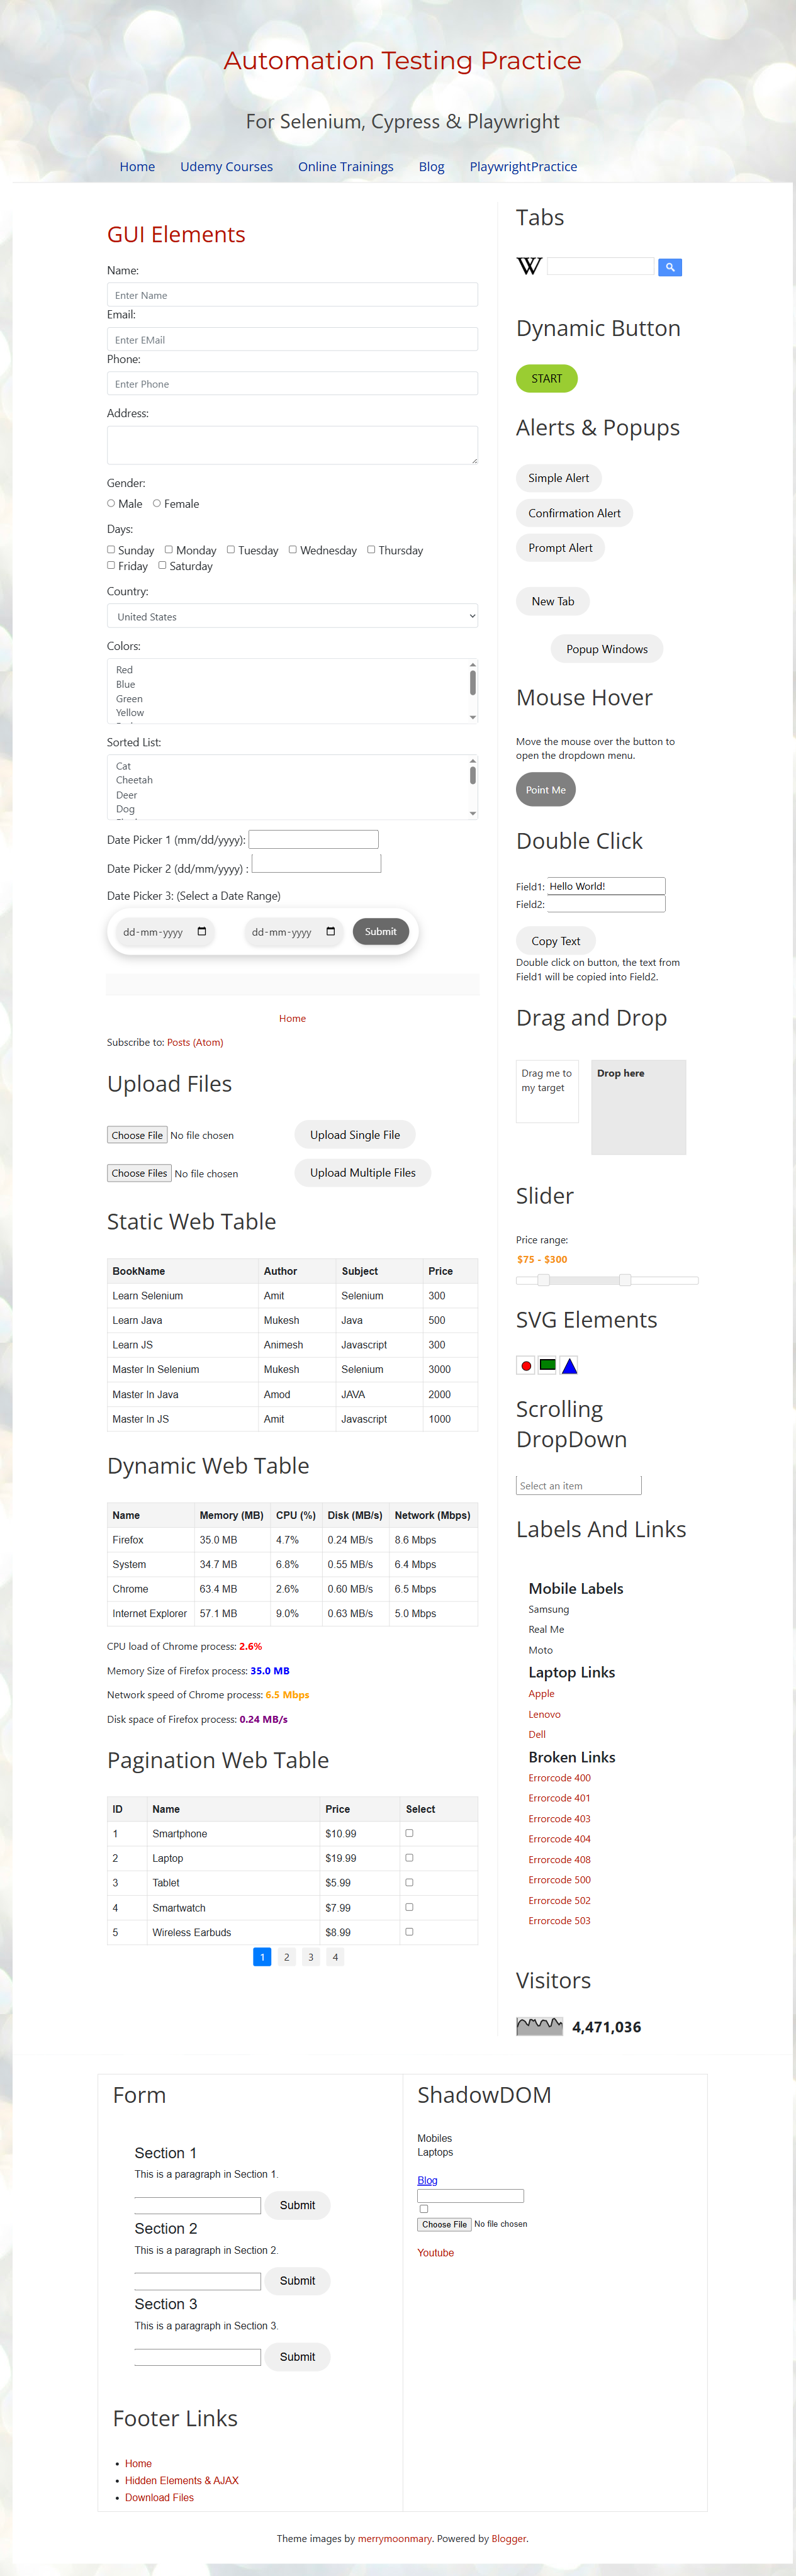 Automation Testing Practice
For Selenium, Cypress & Playwright
Home Udemy Courses Online Trainings Blog PlaywrightPractice
GUI Elements
Name:
Enter Name
Email:
Enter EMail
Phone:
Enter Phone
Address:
Gender:
Male Female
Days:
Sunday Monday Tuesday Wednesday Thursday
Friday Saturday
Country:
United States
Colors:
Red
Blue
Green
Yellow
Sorted List:
Cat
Cheetah
Deer
Dog
Date Picker 1 (mm/dd/yyyy):
Date Picker 2 (dd/mm/yyyy) :
Date Picker 3: (Select a Date Range)
dd-mm-yyyy dd-mm-yyyy Submit
Home
Subscribe to: Posts (Atom)
Upload Files
Choose File No file chosen Upload Single File
Choose Files No file chosen Upload Multiple Files
Static Web Table
BookName Author Subject Price
Learn Selenium Amit Selenium 300
Learn Java Mukesh Java 500
Learn JS Animesh Javascript 300
Master In Selenium Mukesh Selenium 3000
Master In Java Amod JAVA 2000
Master In JS Amit Javascript 1000
Dynamic Web Table
Name Memory (MB) CPU (%) Disk (MB/s) Network (Mbps)
Firefox 35.0 MB 4.7% 0.24 MB/s 8.6 Mbps
System 34.7 MB 6.8% 0.55 MB/s 6.4 Mbps
Chrome 63.4 MB 2.6% 0.60 MB/s 6.5 Mbps
Internet Explorer 57.1 MB 9.0% 0.63 MB/s 5.0 Mbps
CPU load of Chrome process: 2.6%
Memory Size of Firefox process: 35.0 MB
Network speed of Chrome process: 6.5 Mbps
Disk space of Firefox process: 0.24 MB/s
Pagination Web Table
ID Name Price Select
1 Smartphone $10.99
2 Laptop $19.99
3 Tablet $5.99
4 Smartwatch $7.99
5 Wireless Earbuds $8.99
1 2 3 4
Tabs
W
Dynamic Button
START
Alerts & Popups
Simple Alert
Confirmation Alert
Prompt Alert
New Tab
Popup Windows
Mouse Hover
Move the mouse over the button to
open the dropdown menu.
Point Me
Double Click
Field1: Hello World!
Field2:
Copy Text
Double click on button, the text from
Field1 will be copied into Field2.
Drag and Drop
Drag me to
my target
Drop here
Slider
Price range:
$75 - $300
SVG Elements
Scrolling
DropDown
Select an item
Labels And Links
Mobile Labels
Samsung
Real Me
Moto
Laptop Links
Apple
Lenovo
Dell
Broken Links
Errorcode 400
Errorcode 401
Errorcode 403
Errorcode 404
Errorcode 408
Errorcode 500
Errorcode 502
Errorcode 503
Visitors
4,471,036
Form
Section 1
This is a paragraph in Section 1.
Submit
Section 2
This is a paragraph in Section 2.
Submit
Section 3
This is a paragraph in Section 3.
Submit
Footer Links
Home
Hidden Elements & AJAX
Download Files
ShadowDOM
Mobiles
Laptops
Blog
Choose File No file chosen
Youtube
Theme images by merrymoonmary. Powered by Blogger.